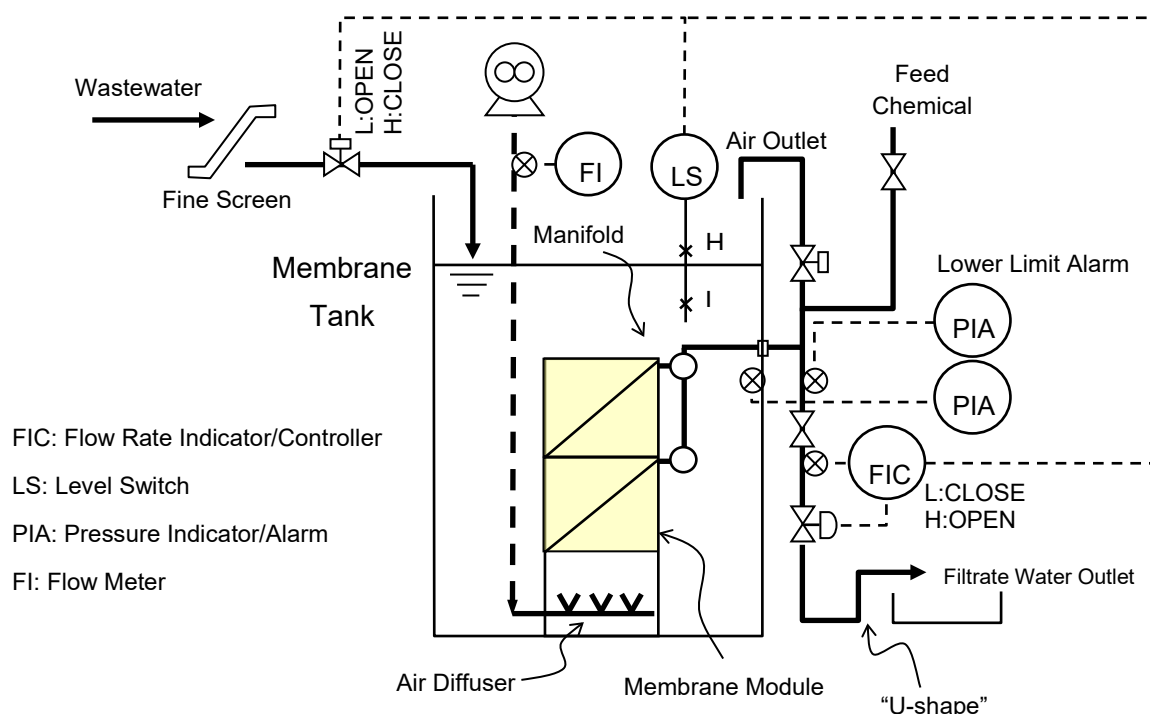 L:OPEN
H:CLOSE
Wastewater
Fine Screen
FI
LS
Air Outlet
Feed
Chemical
Manifold
H
I
Membrane
Tank
Lower Limit Alarm
PIA
PIA
FIC
L:CLOSE
H:OPEN
FIC: Flow Rate Indicator/Controller
LS: Level Switch
PIA: Pressure Indicator/Alarm
FI: Flow Meter
Filtrate Water Outlet
Air Diffuser
Membrane Module
“U-shape”